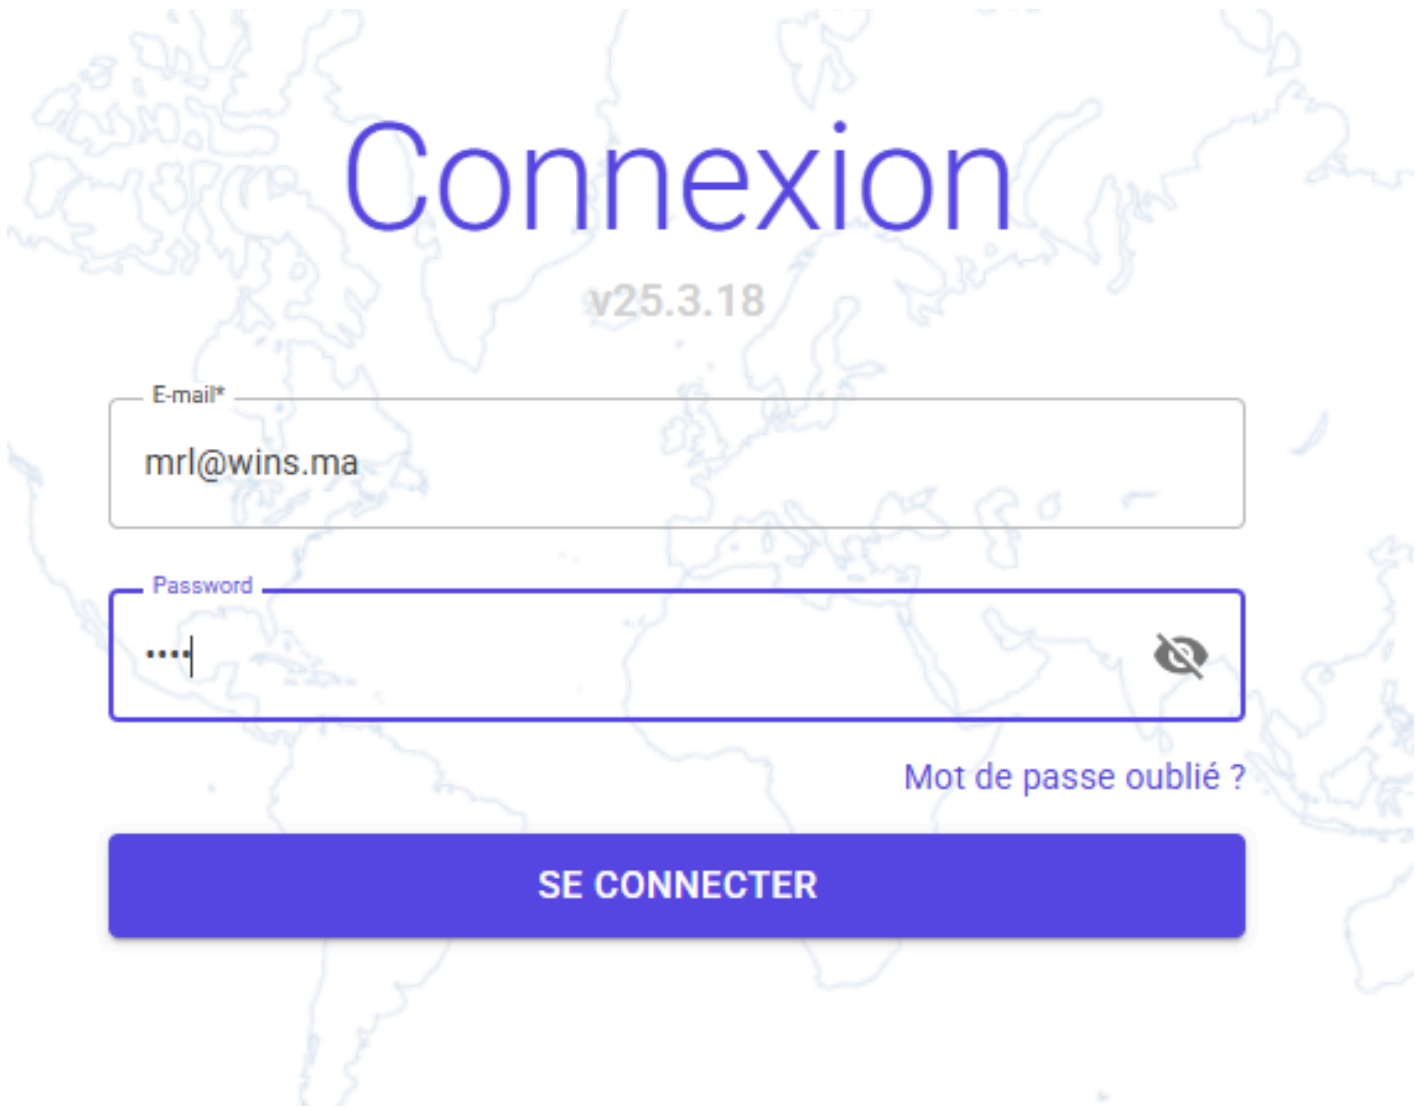 Connexion
v25.3.18
E-mail*
mrl@wins.ma
Password
••••
Mot de passe oublié ?
SE CONNECTER